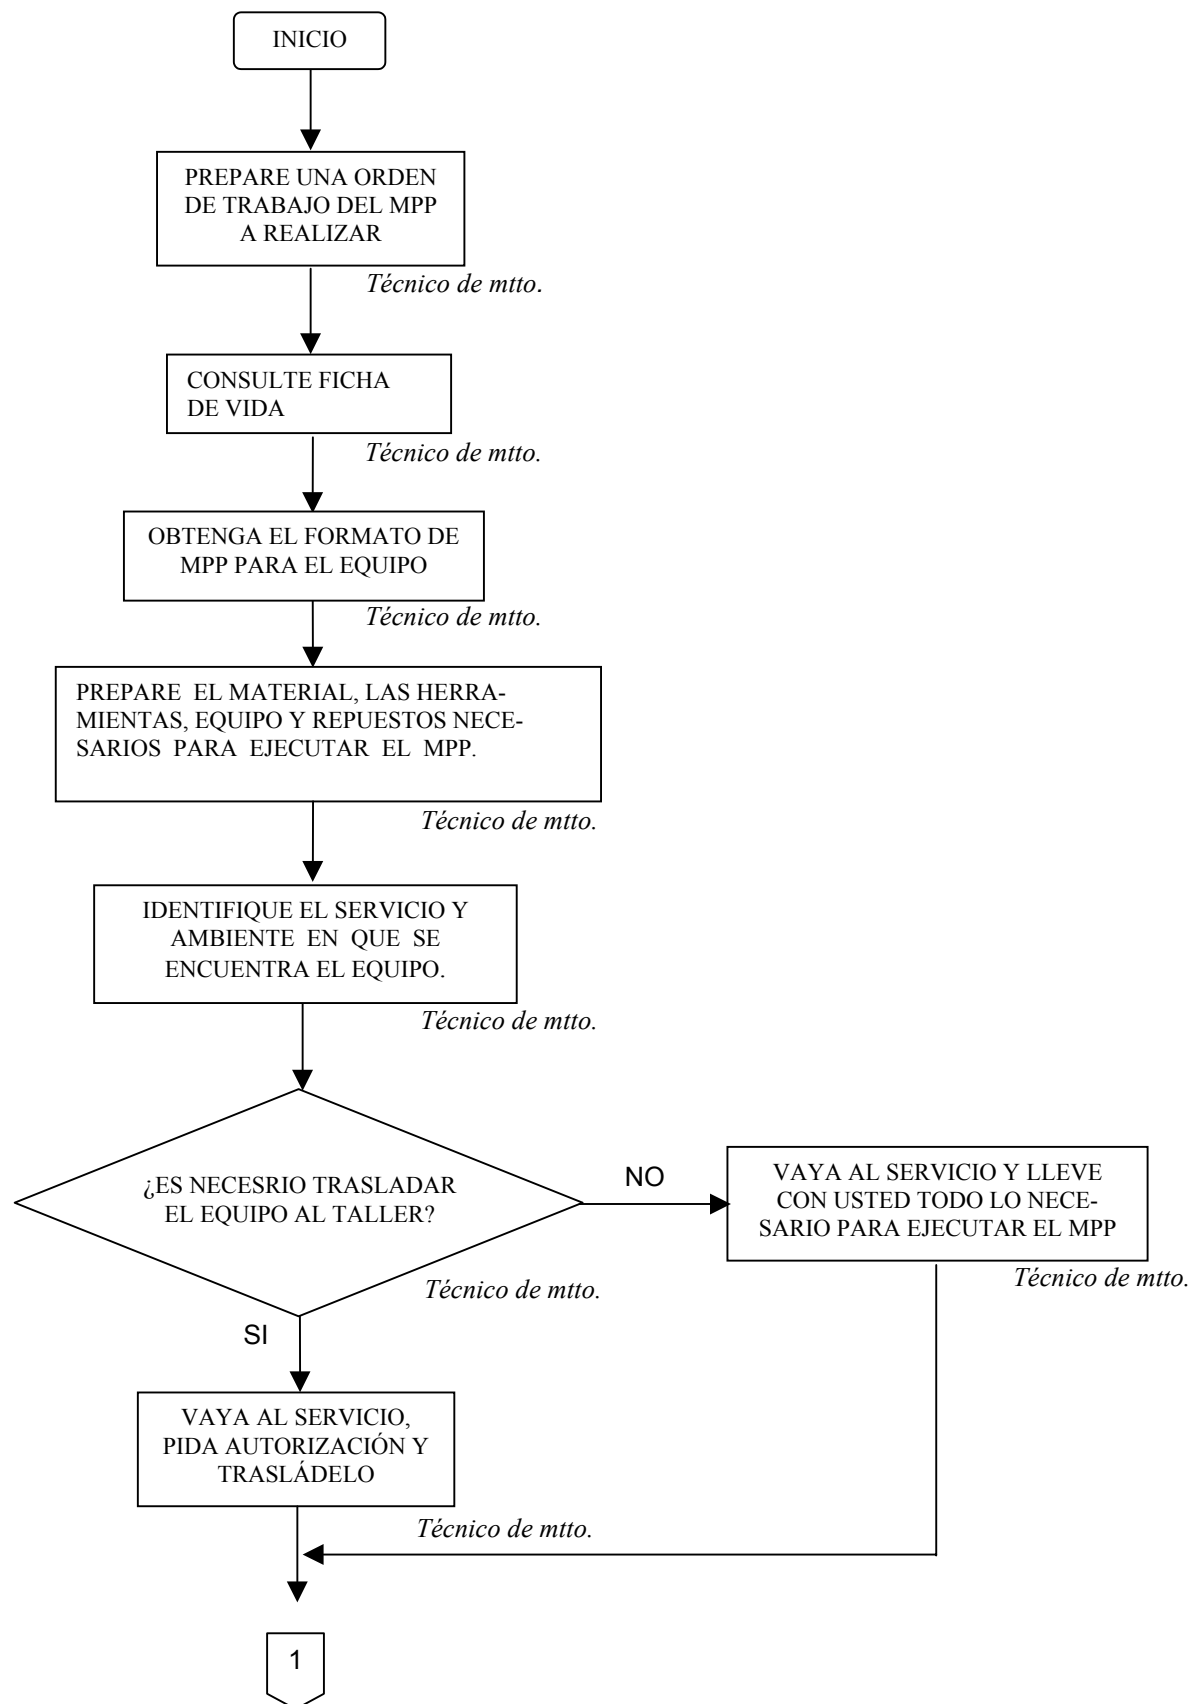 INICIO
PREPARE UNA ORDEN
DE TRABAJO DEL MPP
A REALIZAR
Técnico de mtto.
CONSULTE FICHA
DE VIDA
Técnico de mtto.
OBTENGA EL FORMATO DE
MPP PARA EL EQUIPO
Técnico de mtto.
PREPARE EL MATERIAL, LAS HERRA-
MIENTAS, EQUIPO Y REPUESTOS NECE-
SARIOS PARA EJECUTAR EL MPP.
Técnico de mtto.
IDENTIFIQUE EL SERVICIO Y
AMBIENTE EN QUE SE
ENCUENTRA EL EQUIPO.
Técnico de mtto.
¿ES NECESRIO TRASLADAR
EL EQUIPO AL TALLER?
Técnico de mtto.
NO
VAYA AL SERVICIO Y LLEVE
CON USTED TODO LO NECE-
SARIO PARA EJECUTAR EL MPP
Técnico de mtto.
SI
VAYA AL SERVICIO,
PIDA AUTORIZACIÓN Y
TRASLÁDELO
Técnico de mtto.
1